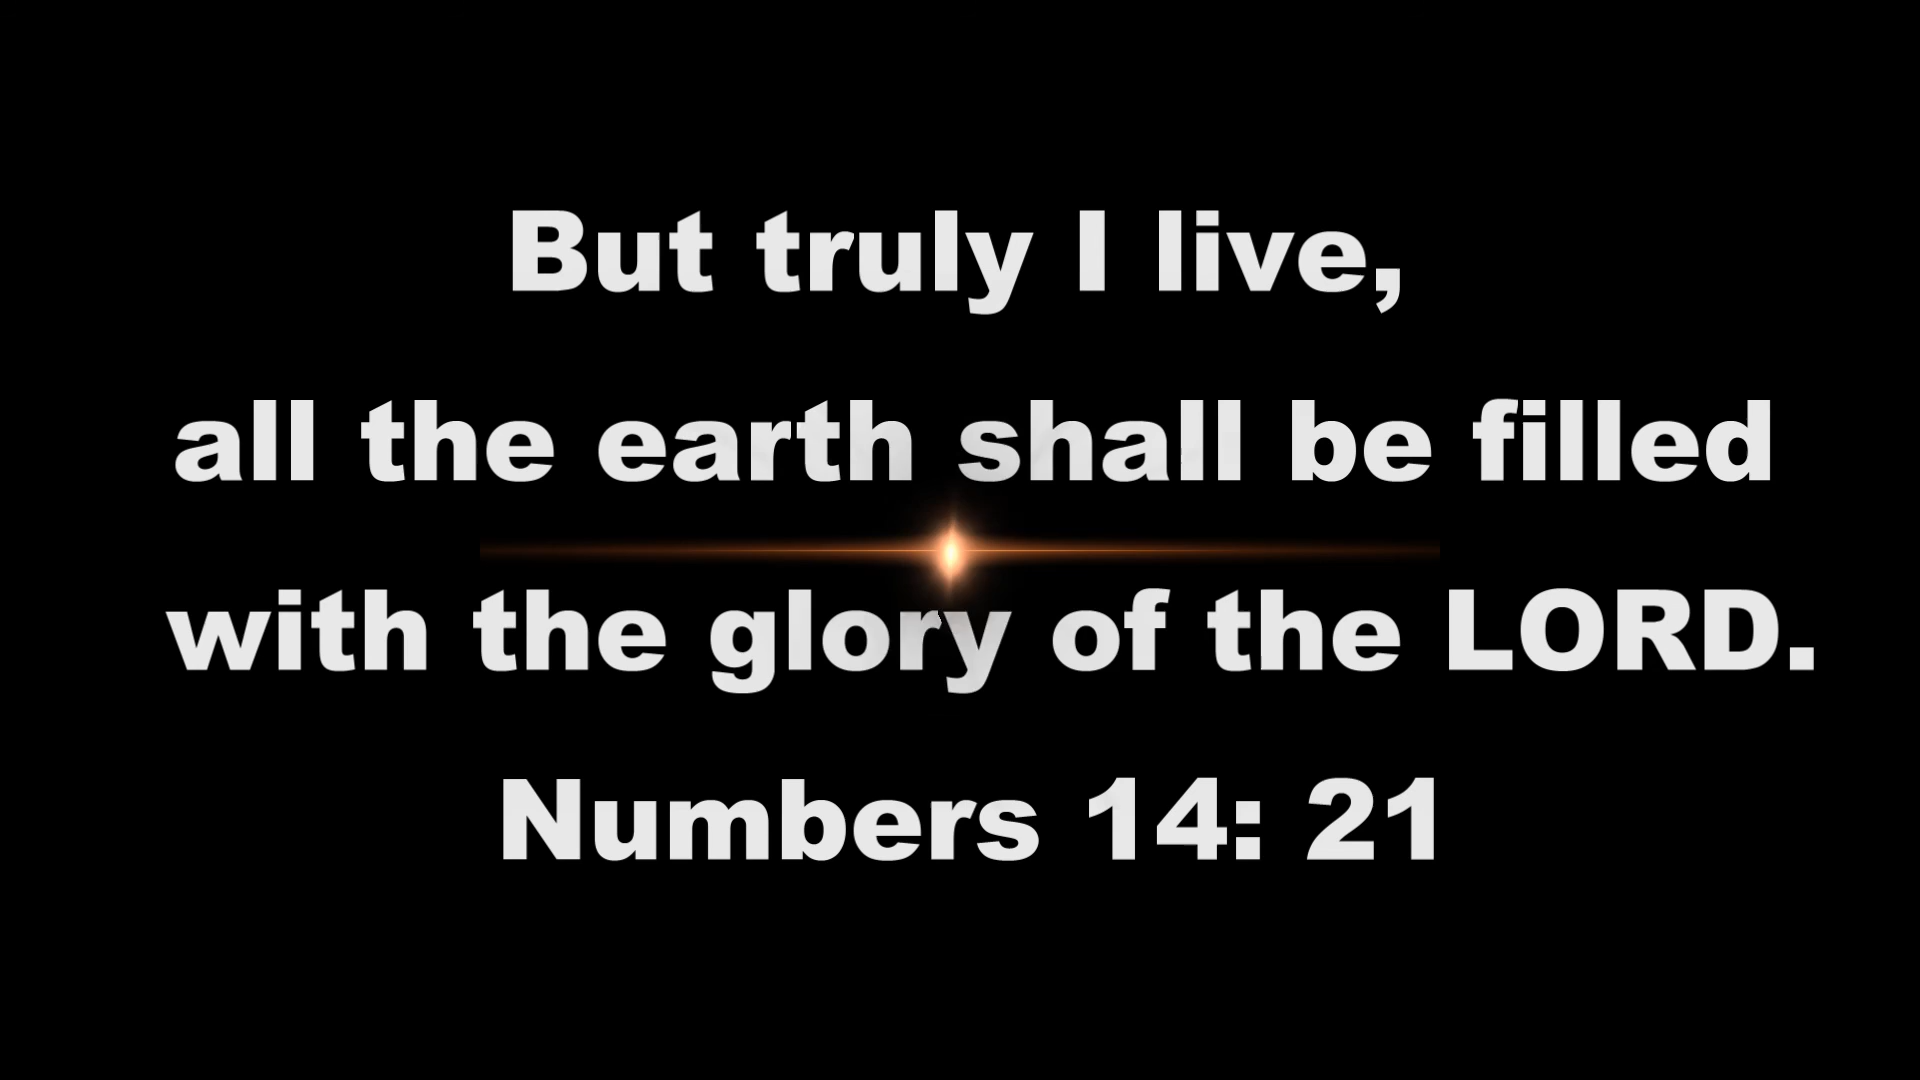 But truly I live,
all the earth shall be filled
with the glory of the LORD.
Numbers 14: 21